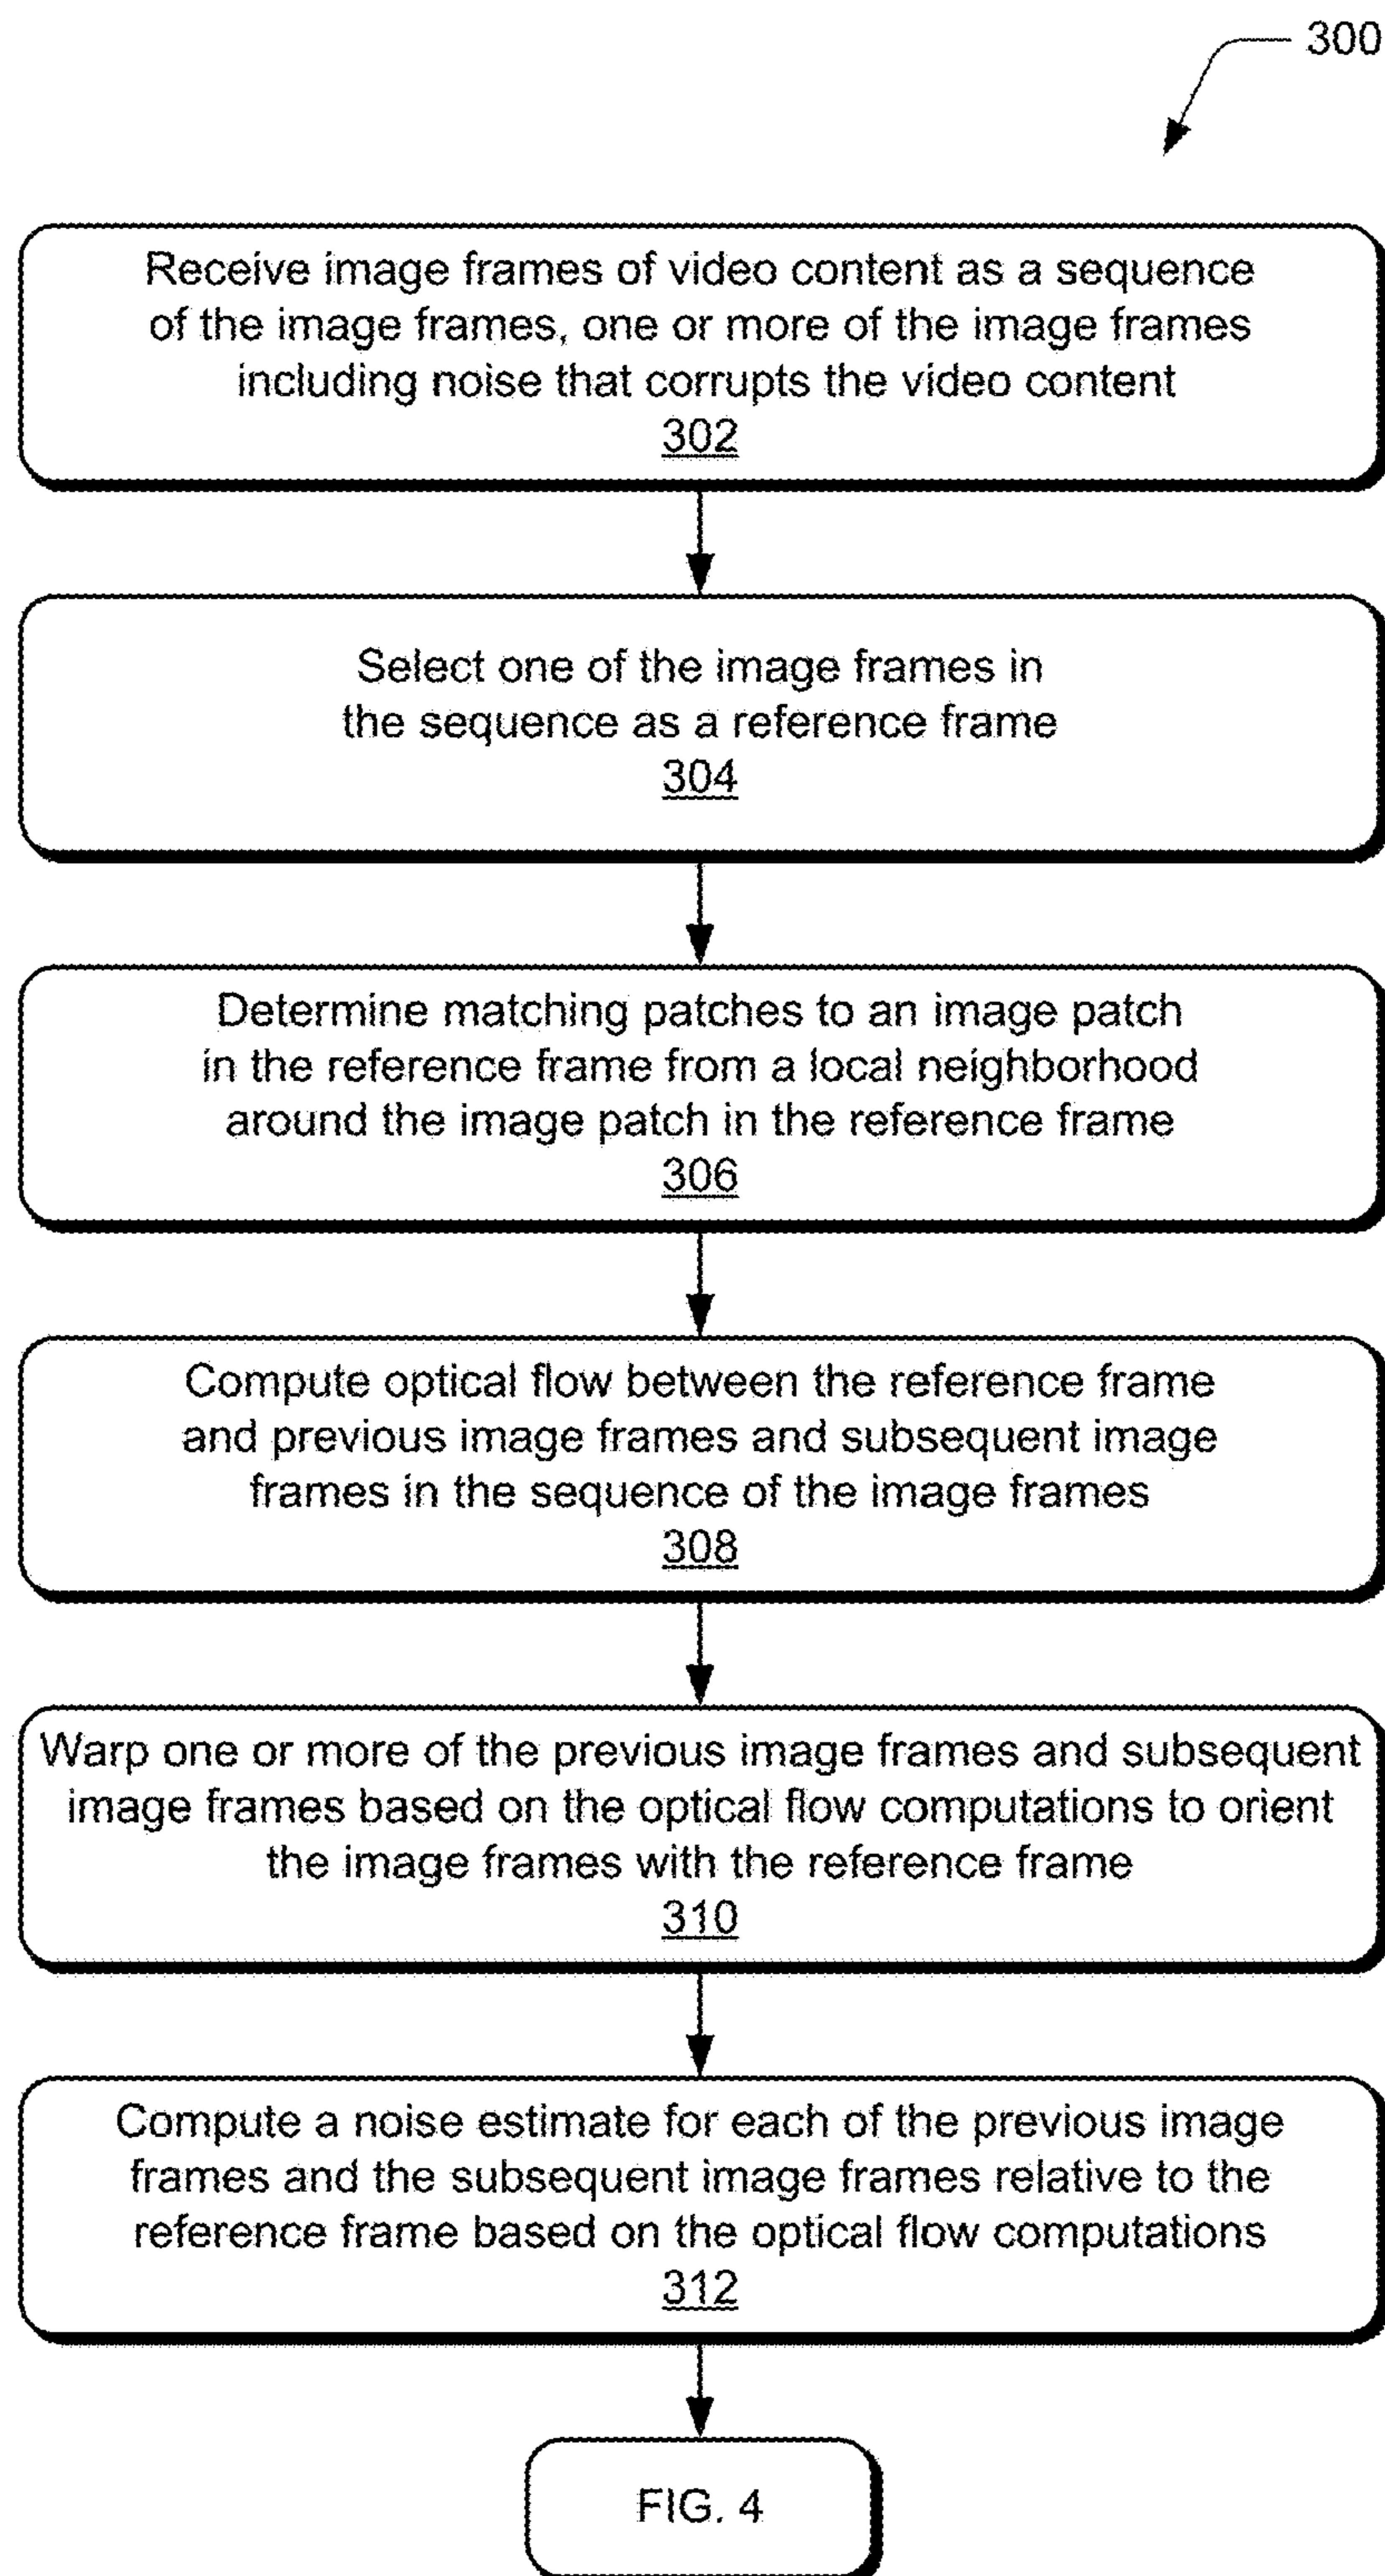 300
Receive image frames of video content as a sequence
of the image frames, one or more of the image frames
including noise that corrupts the video content
302
Select one of the image frames in
the sequence as a reference frame
304
Determine matching patches to an image patch
in the reference frame from a local neighborhood
around the image patch in the reference frame
306
Compute optical flow between the reference frame
and previous image frames and subsequent image
frames in the sequence of the image frames
308
Warp one or more of the previous image frames and subsequent
image frames based on the optical flow computations to orient
the image frames with the reference frame
310
Compute a noise estimate for each of the previous image
frames and the subsequent image frames relative to the
reference frame based on the optical flow computations
312
FIG. 4